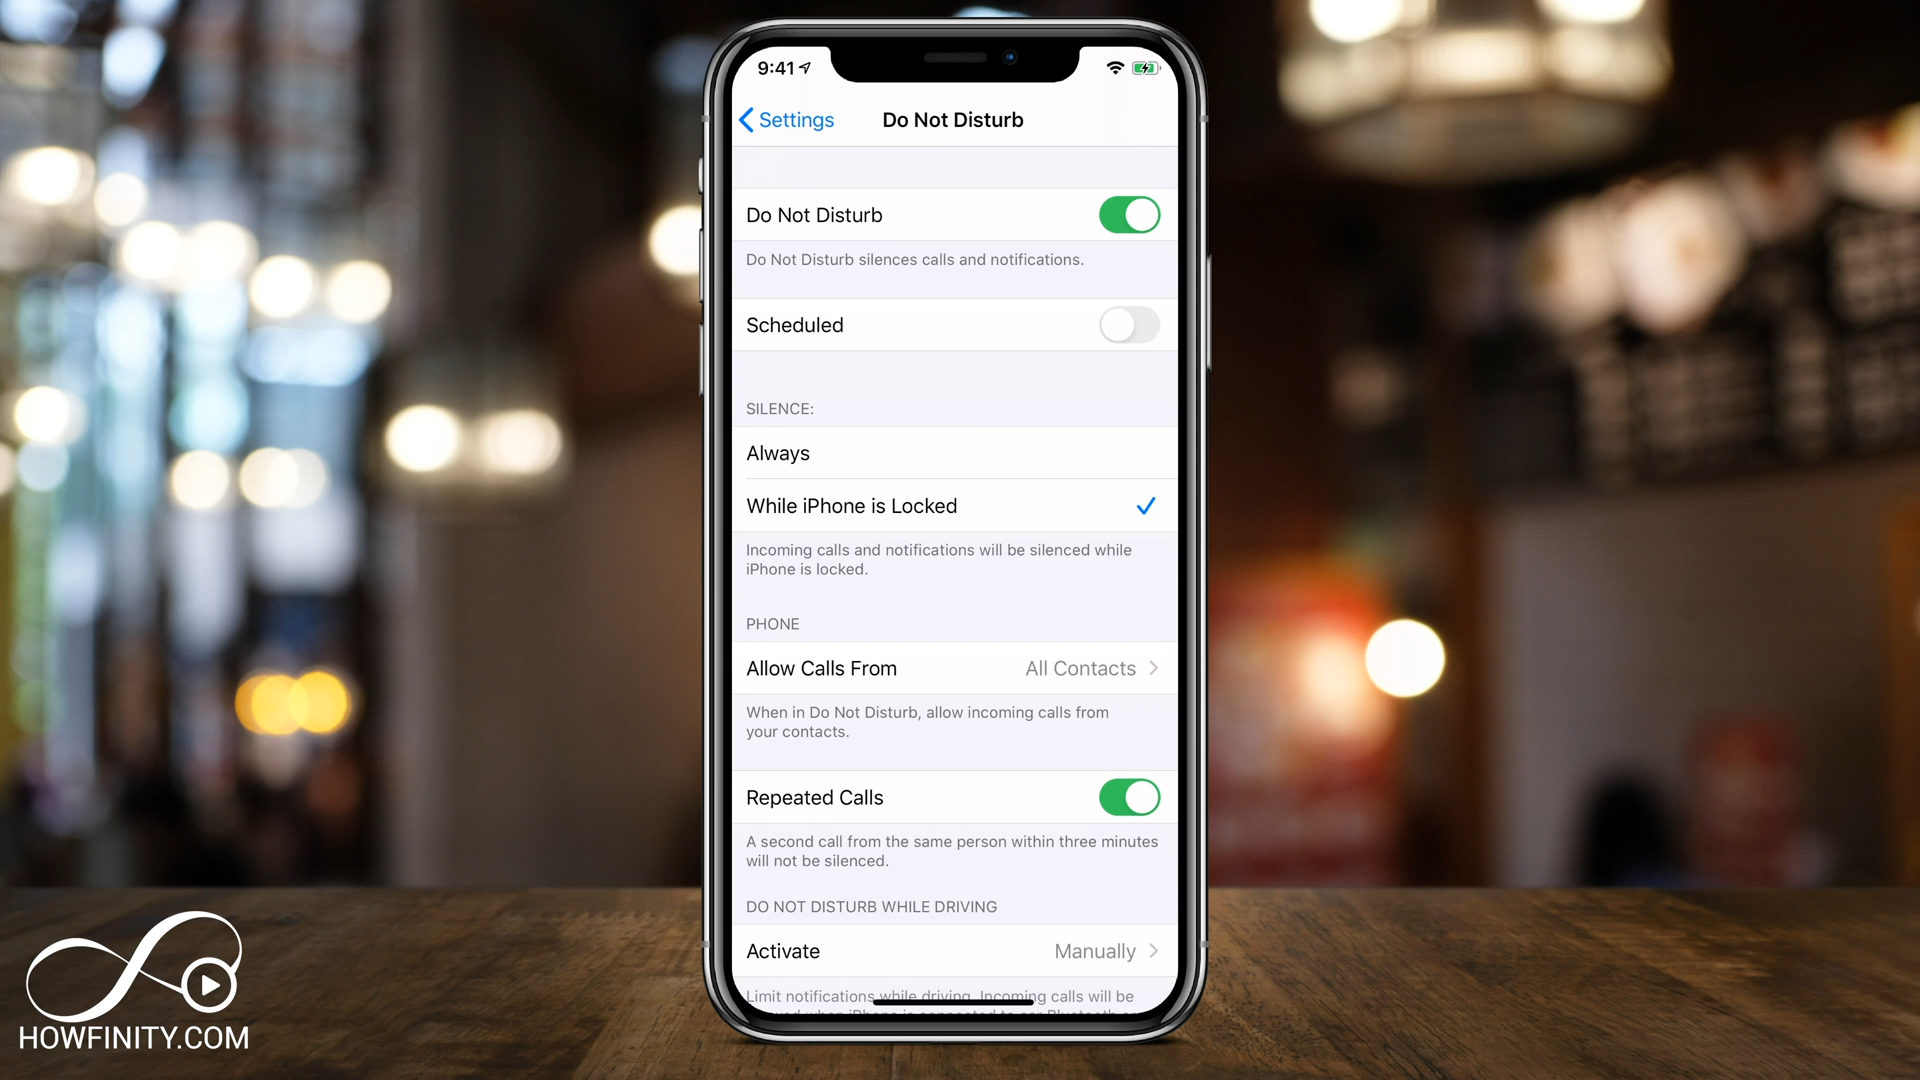 9:41
Settings
Do Not Disturb
Do Not Disturb
Do Not Disturb silences calls and notifications.
Scheduled
SILENCE:
Always
While iPhone is Locked
Incoming calls and notifications will be silenced while
iPhone is locked.
PHONE
Allow Calls From All Contacts
When in Do Not Disturb, allow incoming calls from
your contacts.
Repeated Calls
A second call from the same person within three minutes
will not be silenced.
DO NOT DISTURB WHILE DRIVING
Activate Manually
Limit notifications while driving. Incoming calls will be
HOWFINITY.COM